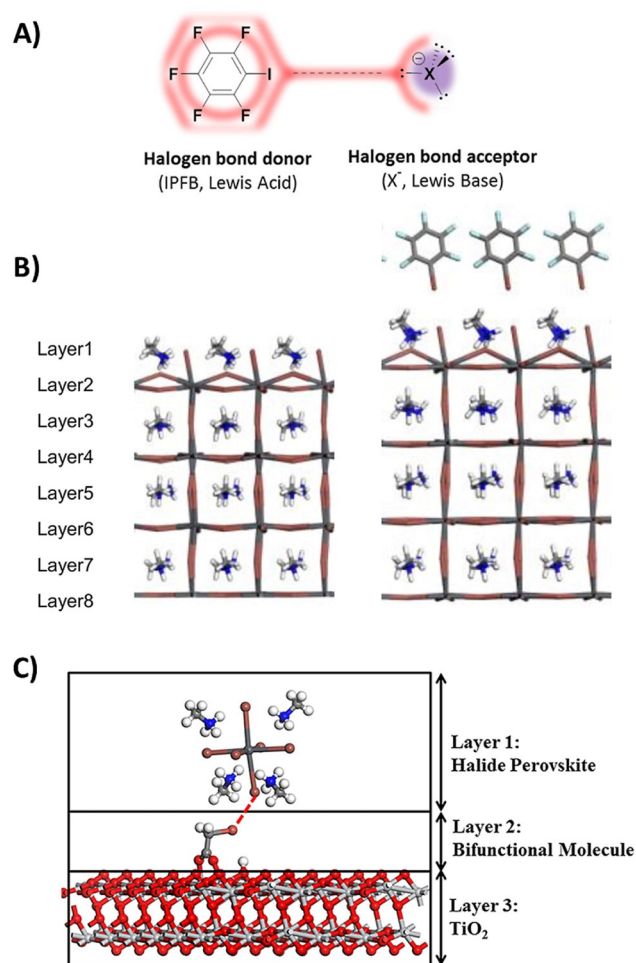 A)
F F
F I
F F
⊖
:X
Halogen bond donor Halogen bond acceptor
(IPFB, Lewis Acid) (X⁻, Lewis Base)
B)
Layer1
Layer2
Layer3
Layer4
Layer5
Layer6
Layer7
Layer8
C)
Layer 1:
Halide Perovskite
Layer 2:
Bifunctional Molecule
Layer 3:
TiO₂